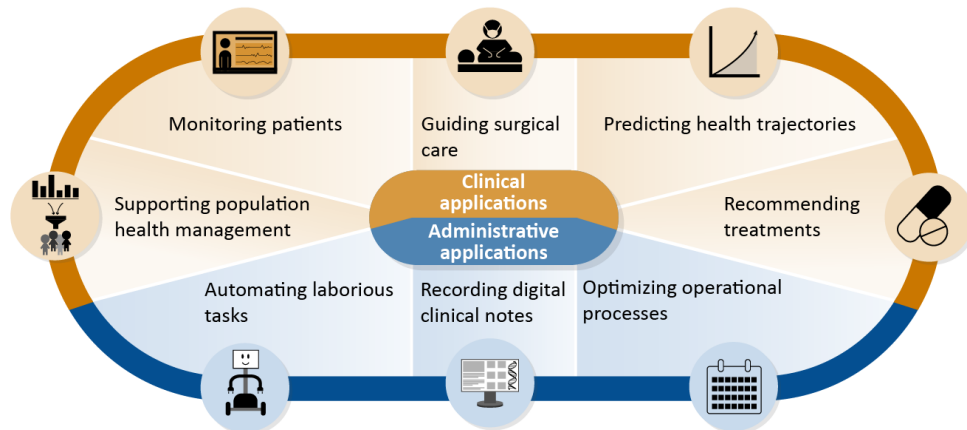 Monitoring patients
Guiding surgical
care
Predicting health trajectories
Supporting population
health management
Clinical
applications
Recommending
treatments
Administrative
applications
Automating laborious
tasks
Recording digital
clinical notes
Optimizing operational
processes